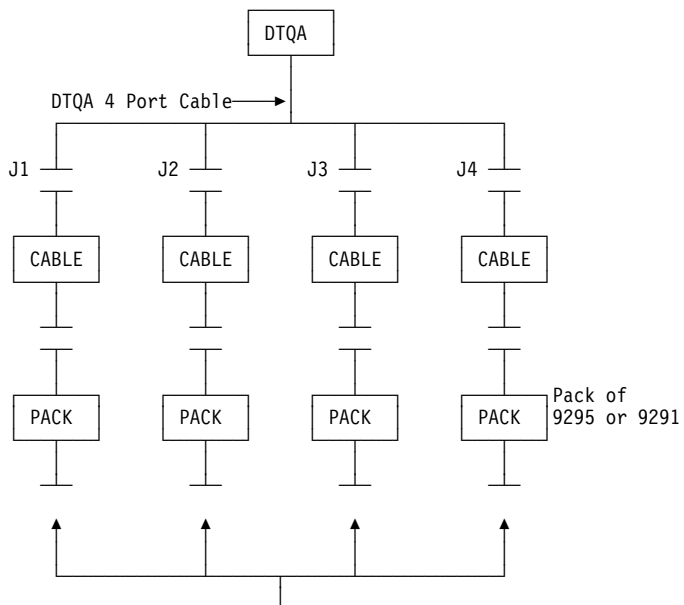 DTQA
DTQA 4 Port Cable
J1 J2 J3 J4
CABLE CABLE CABLE CABLE
Pack of
PACK PACK PACK PACK 9295 or 9291